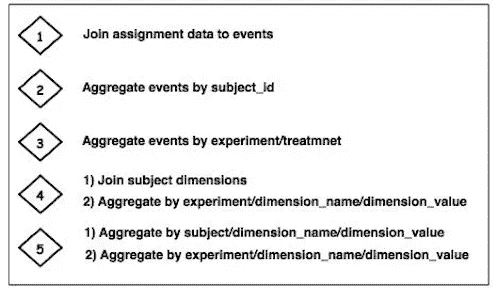 1 Join assignment data to events
2 Aggregate events by subject_id
3 Aggregate events by experiment/treatmnet
4 1) Join subject dimensions
2) Aggregate by experiment/dimension_name/dimension_value
5 1) Aggregate by subject/dimension_name/dimension_value
2) Aggregate by experiment/dimension_name/dimension_value